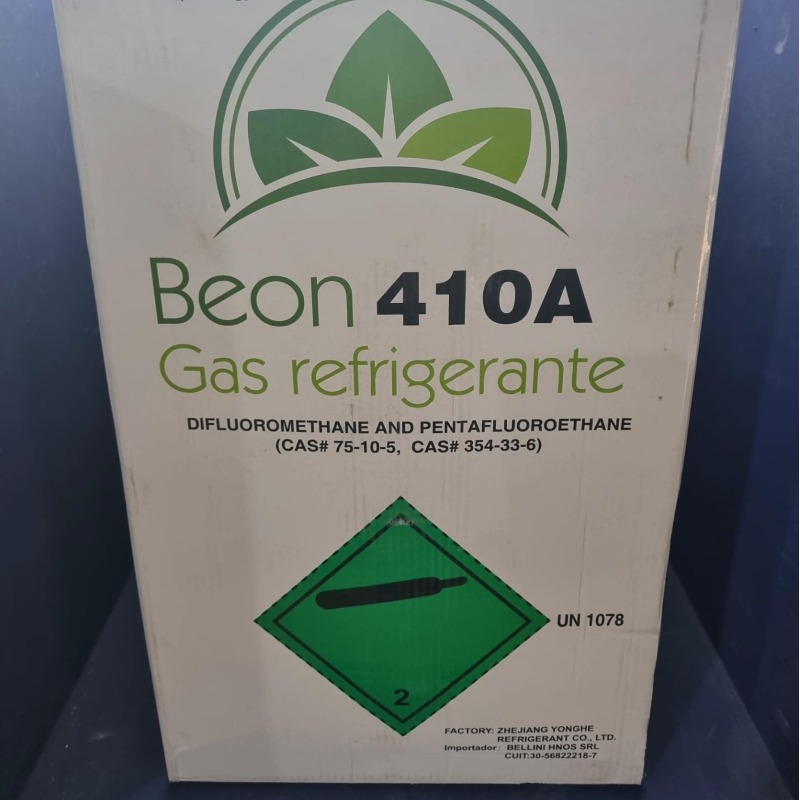 Beon 410A
Gas refrigerante
DIFLUOROMETHANE AND PENTAFLUOROETHANE
(CAS# 75-10-5, CAS# 354-33-6)
UN 1078
2
FACTORY: ZHEJIANG YONGHE
REFRIGERANT CO., LTD.
Importador: BELLINI HNOS SRL
CUIT:30-56822218-7